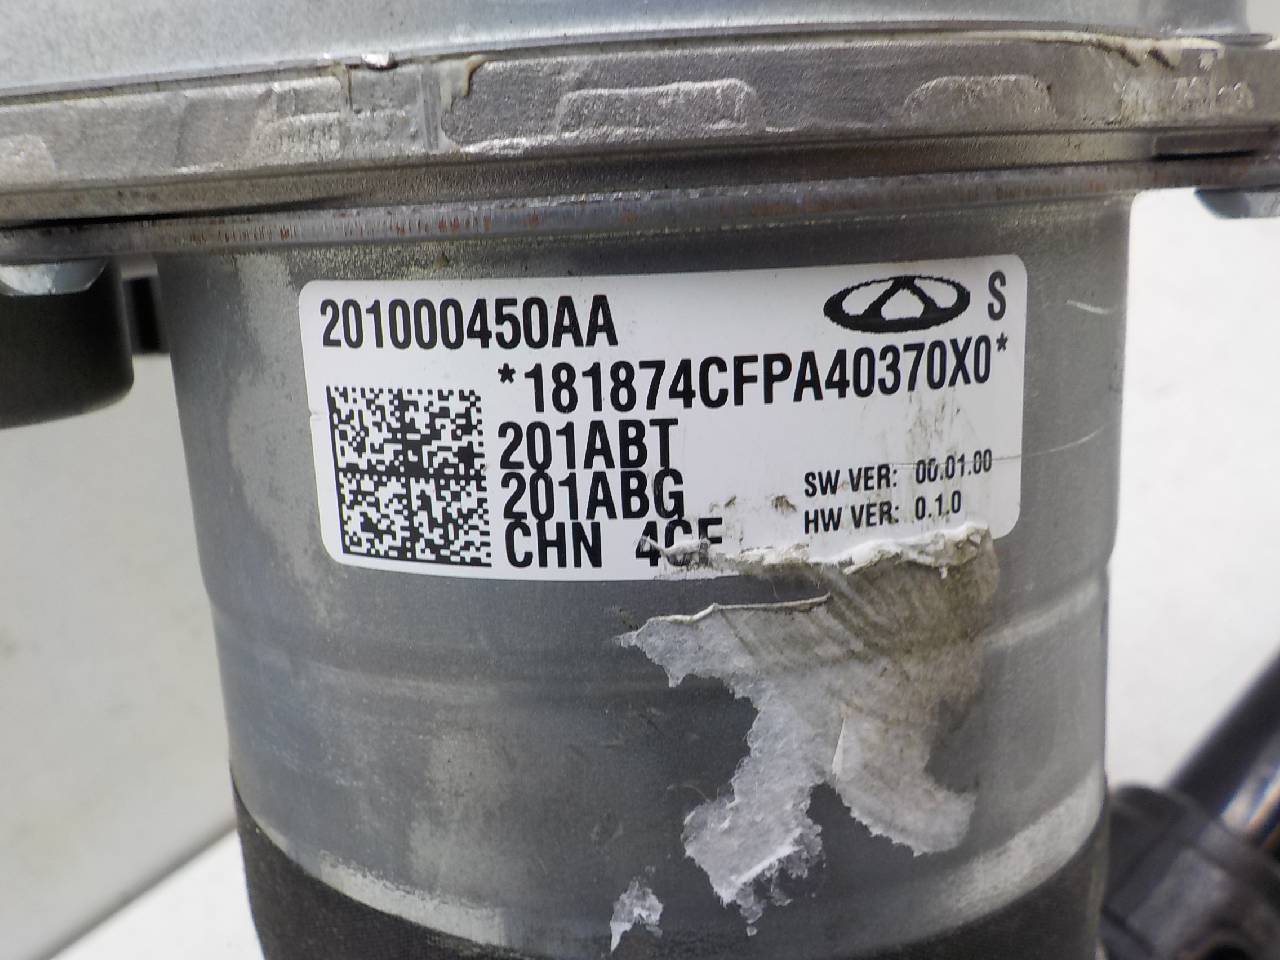 201000450AA S
*181874CFPA40370X0*
201ABT
201ABG
SW VER: 00.01.00
HW VER: 0.1.0
CHN